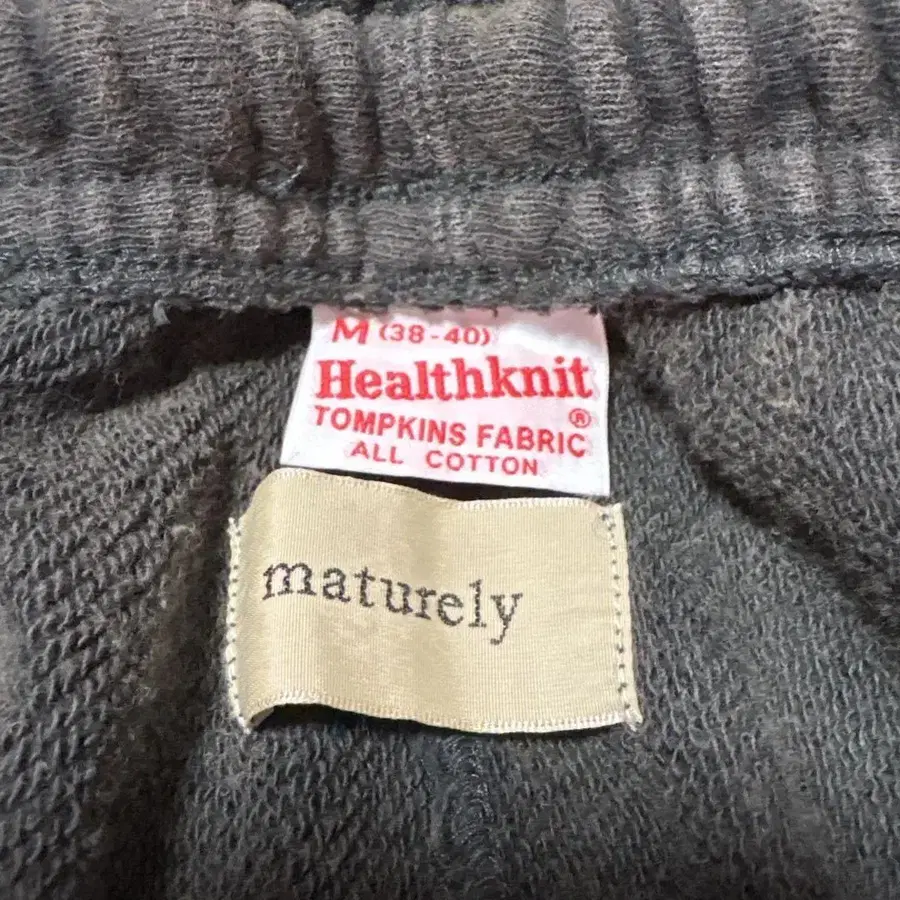 M (38-40)
Healthknit
®
TOMPKINS FABRIC
ALL COTTON
maturely